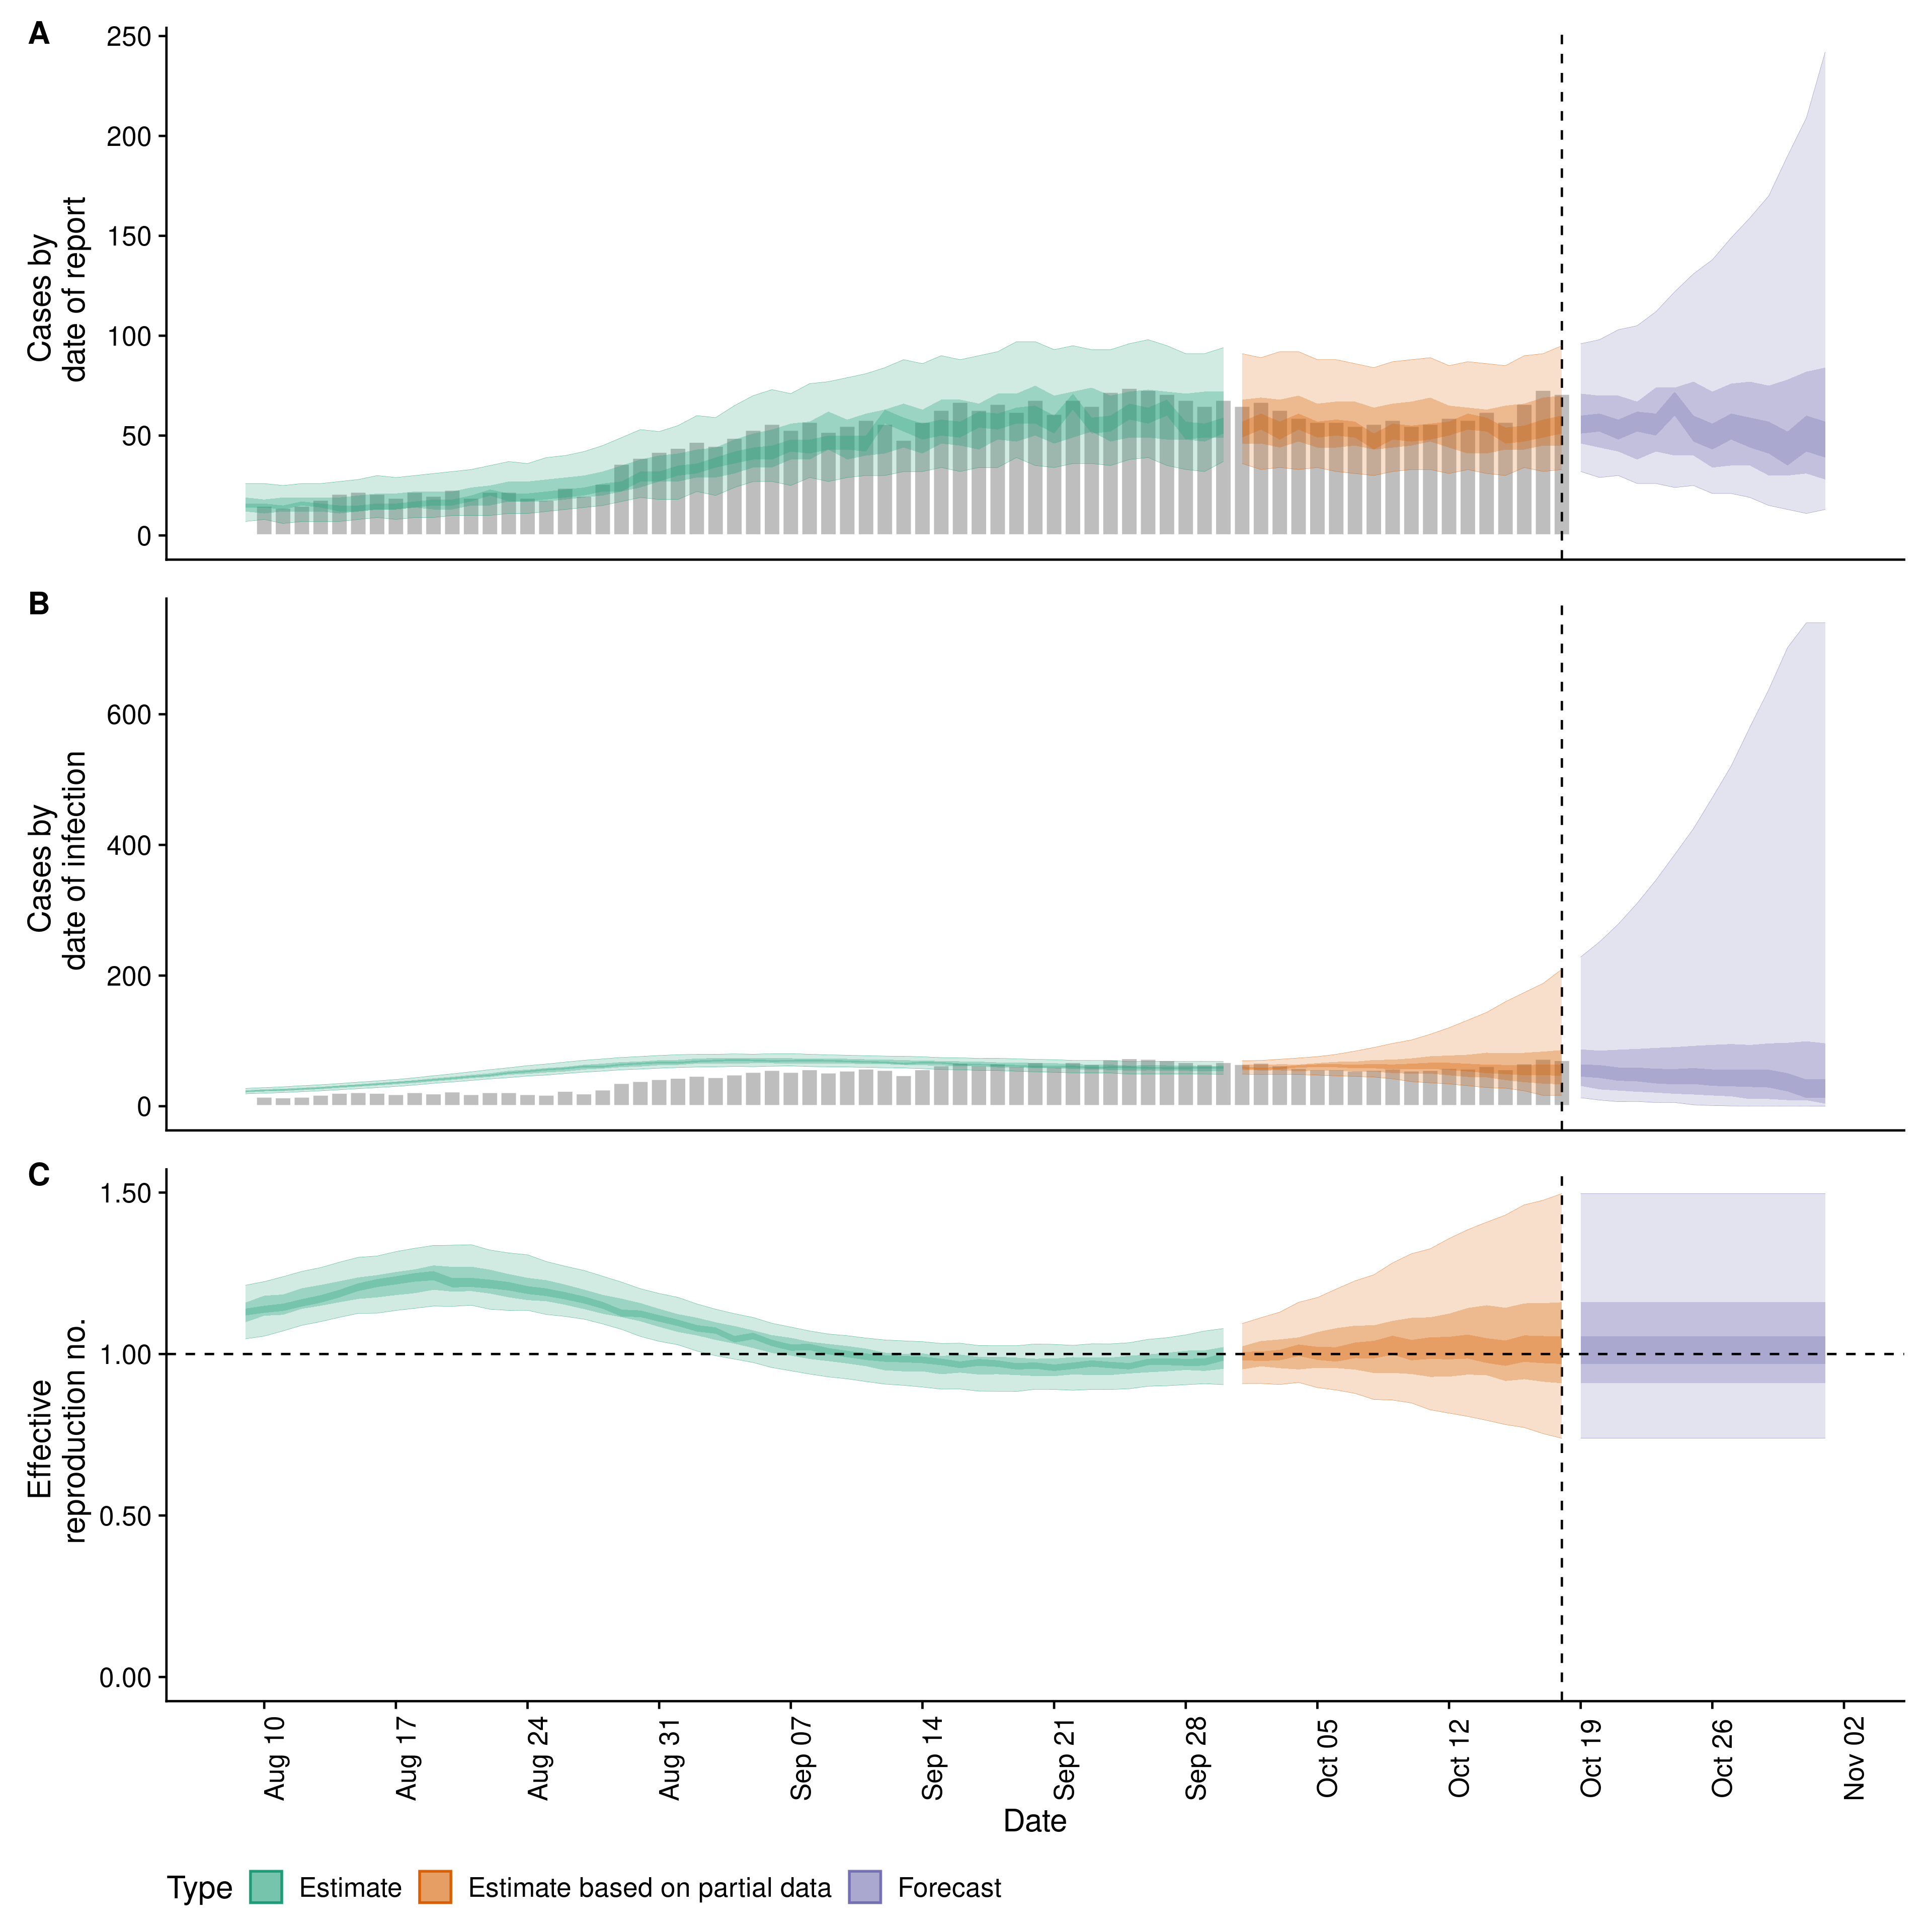 A
250
200
150
100
50
0
Cases by
date of report
B
600
400
200
0
Cases by
date of infection
C
1.50
1.00
0.50
0.00
Effective
reproduction no.
Aug 10
Aug 17
Aug 24
Aug 31
Sep 07
Sep 14
Sep 21
Sep 28
Oct 05
Oct 12
Oct 19
Oct 26
Nov 02
Date
Type Estimate Estimate based on partial data Forecast